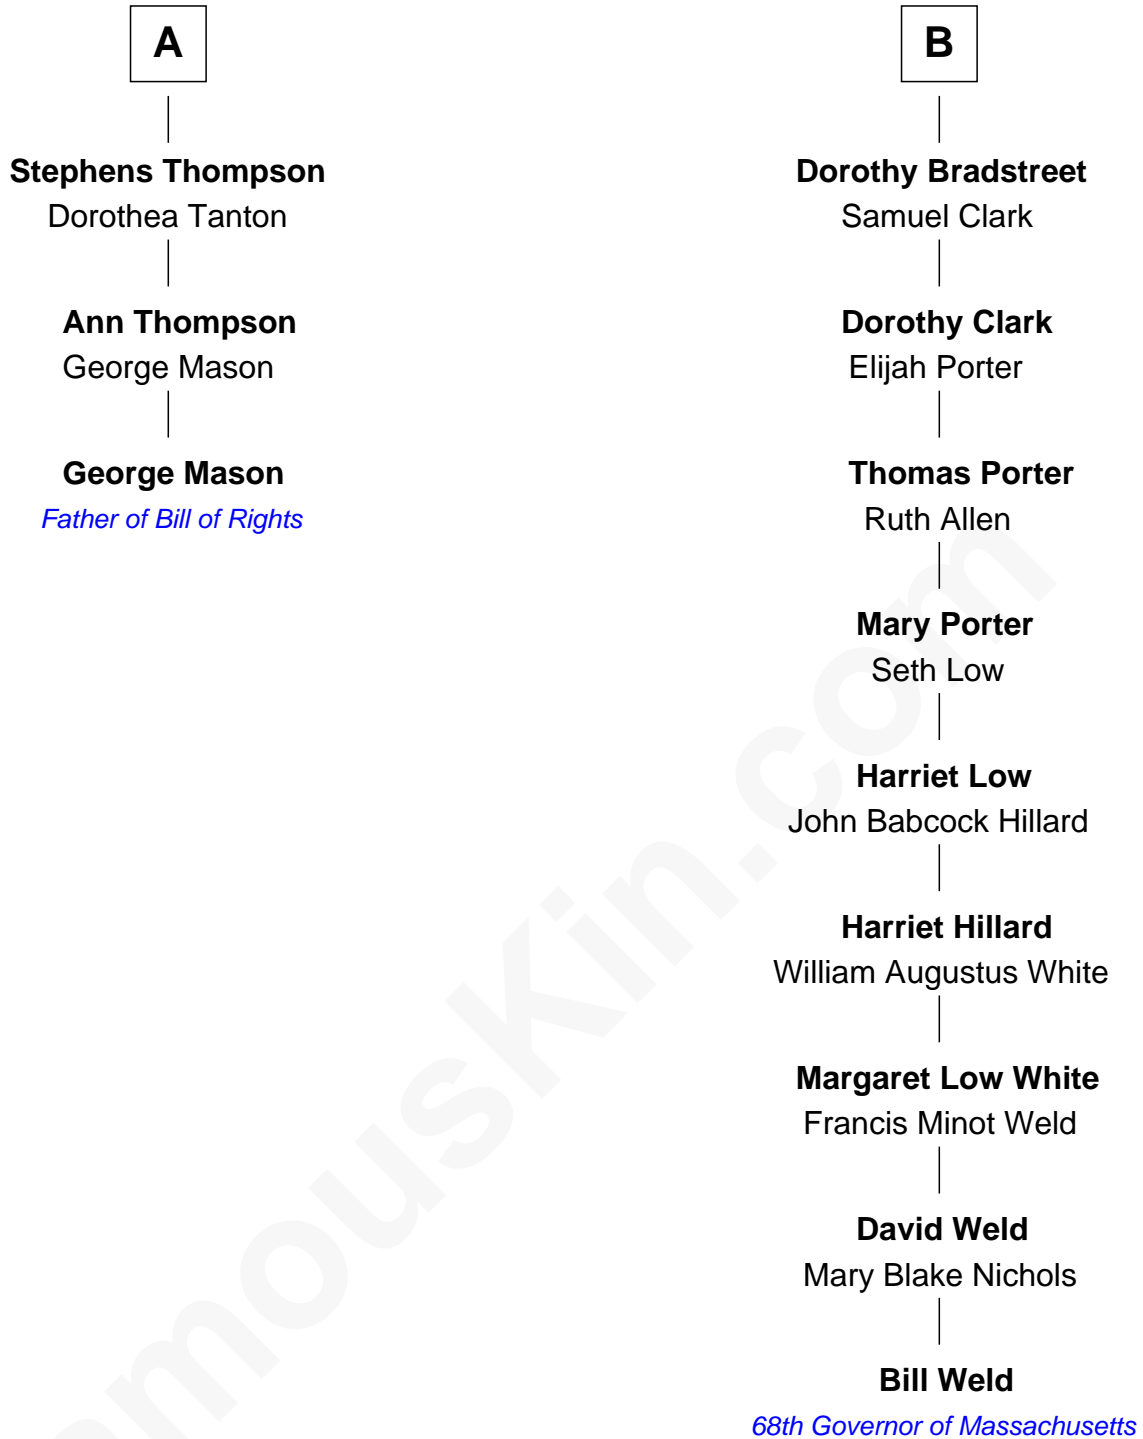 A
Stephens Thompson
Dorothea Tanton
Ann Thompson
George Mason
George Mason
Father of Bill of Rights
B
Dorothy Bradstreet
Samuel Clark
Dorothy Clark
Elijah Porter
Thomas Porter
Ruth Allen
Mary Porter
Seth Low
Harriet Low
John Babcock Hillard
Harriet Hillard
William Augustus White
Margaret Low White
Francis Minot Weld
David Weld
Mary Blake Nichols
Bill Weld
68th Governor of Massachusetts
amouskin.com